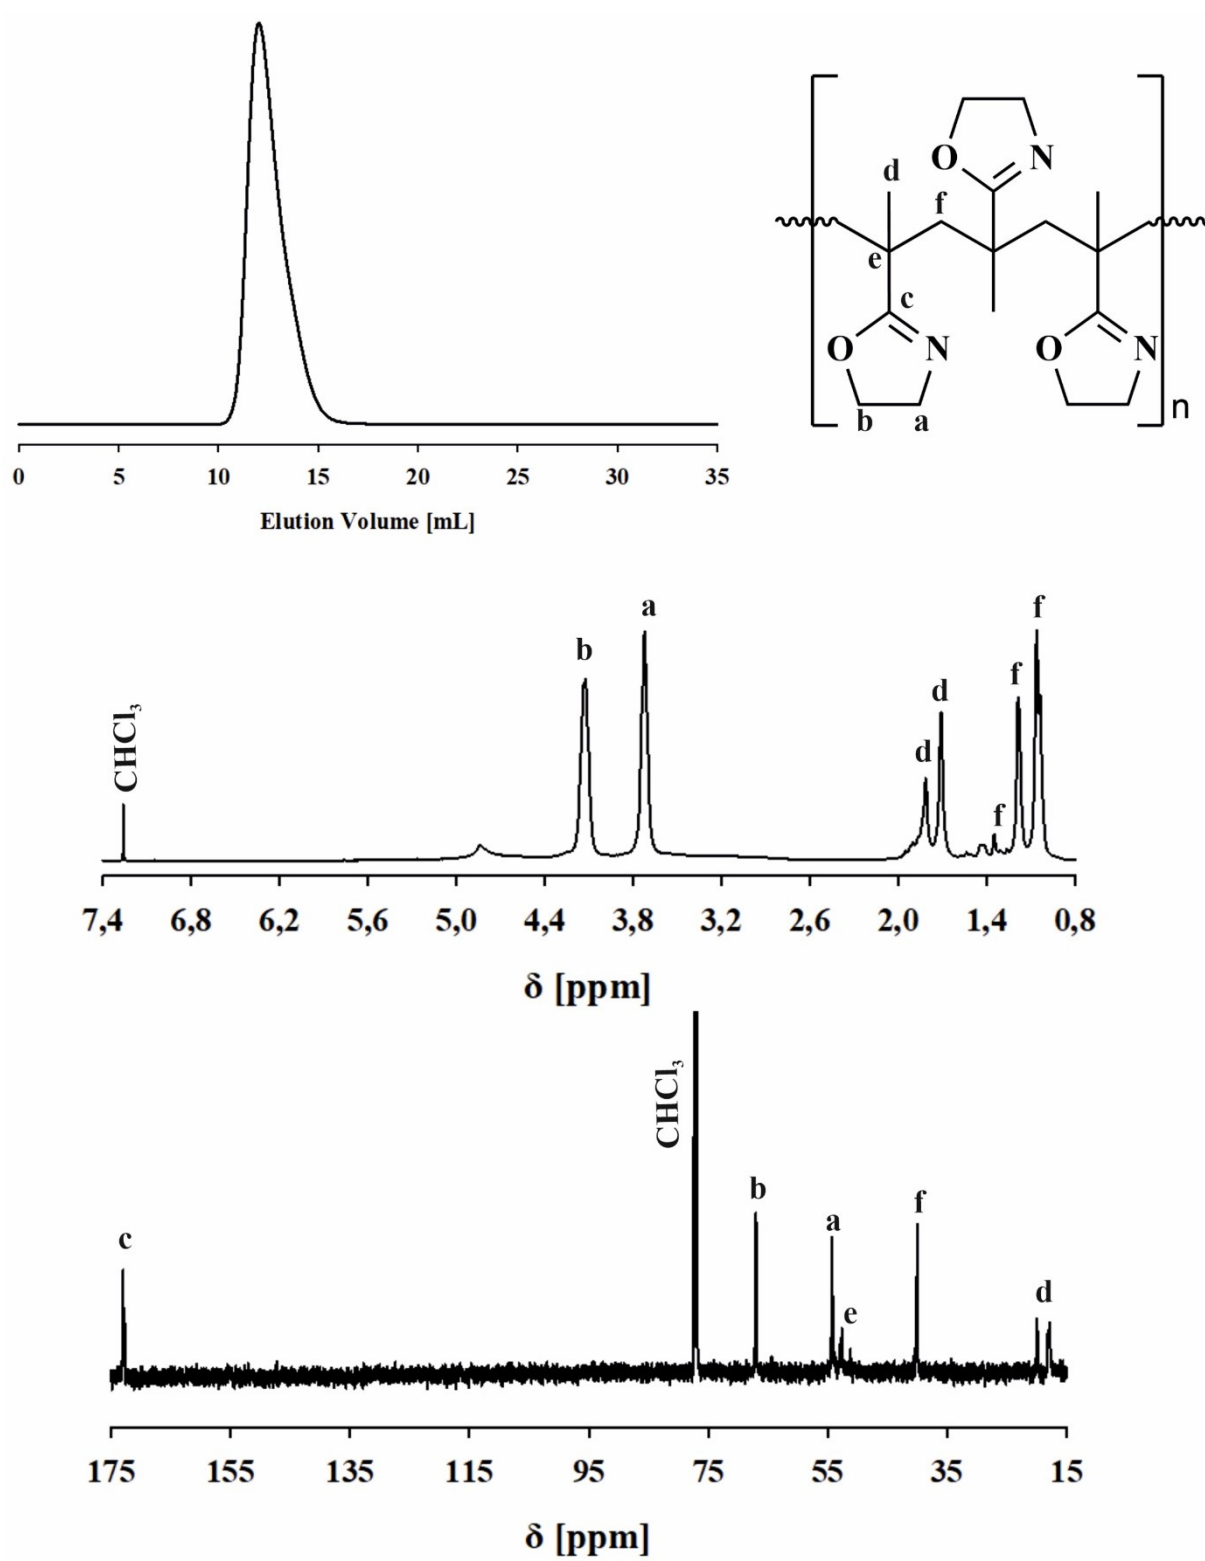 0 5 10 15 20 25 30 35
Elution Volume [mL]
O N
d
f
e
c
O N O N
b a
n
CHCl₃ b a d d f f f
7,4 6,8 6,2 5,6 5,0 4,4 3,8 3,2 2,6 2,0 1,4 0,8
δ [ppm]
c CHCl₃ b a e f d
175 155 135 115 95 75 55 35 15
δ [ppm]